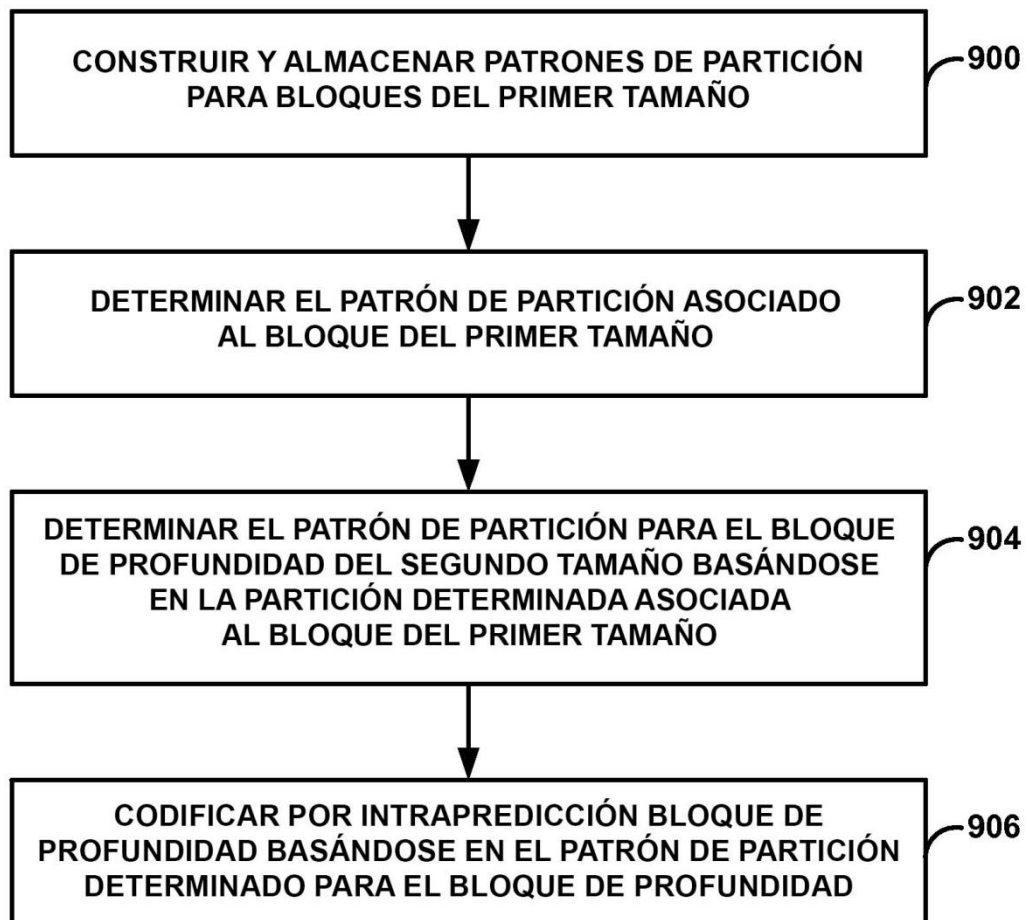 CONSTRUIR Y ALMACENAR PATRONES DE PARTICIÓN
PARA BLOQUES DEL PRIMER TAMAÑO
900
DETERMINAR EL PATRÓN DE PARTICIÓN ASOCIADO
AL BLOQUE DEL PRIMER TAMAÑO
902
DETERMINAR EL PATRÓN DE PARTICIÓN PARA EL BLOQUE
DE PROFUNDIDAD DEL SEGUNDO TAMAÑO BASÁNDOSE
EN LA PARTICIÓN DETERMINADA ASOCIADA
AL BLOQUE DEL PRIMER TAMAÑO
904
CODIFICAR POR INTRAPREDICCIÓN BLOQUE DE
PROFUNDIDAD BASÁNDOSE EN EL PATRÓN DE PARTICIÓN
DETERMINADO PARA EL BLOQUE DE PROFUNDIDAD
906